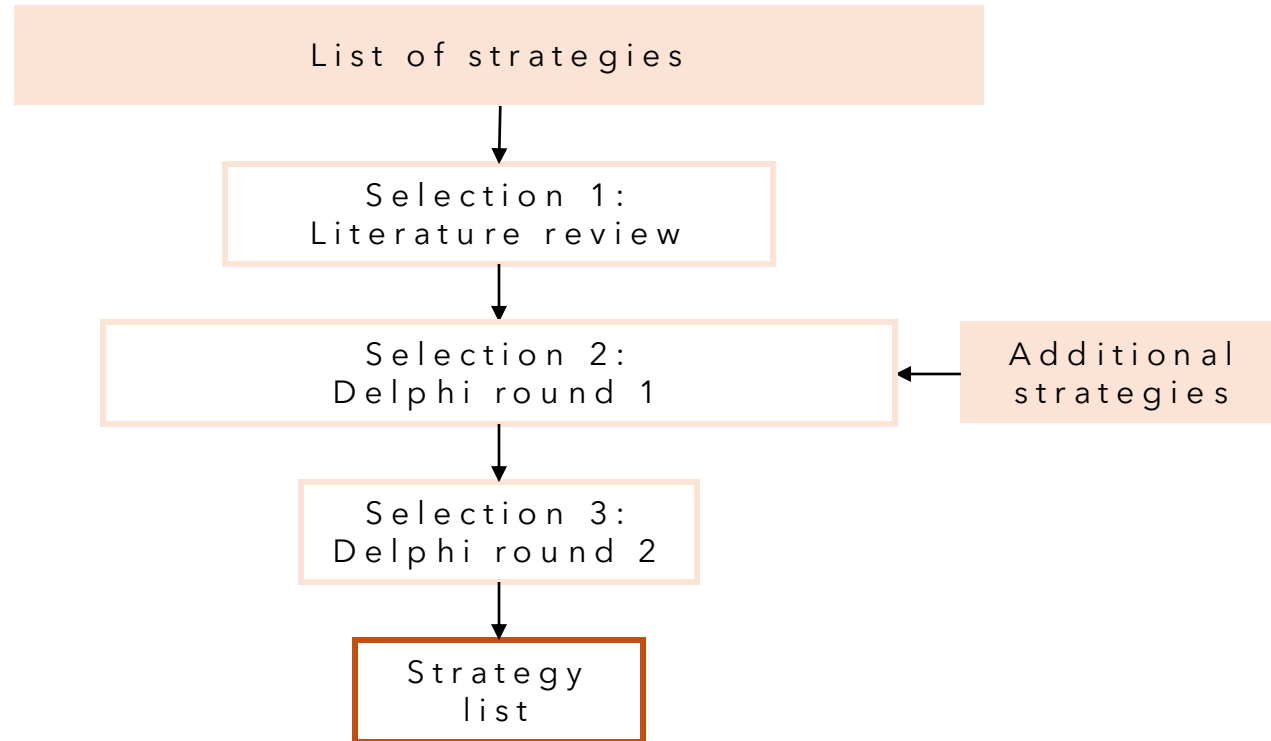 List of strategies
Selection 1:
Literature review
Selection 2:
Delphi round 1
Additional
strategies
Selection 3:
Delphi round 2
Strategy
list